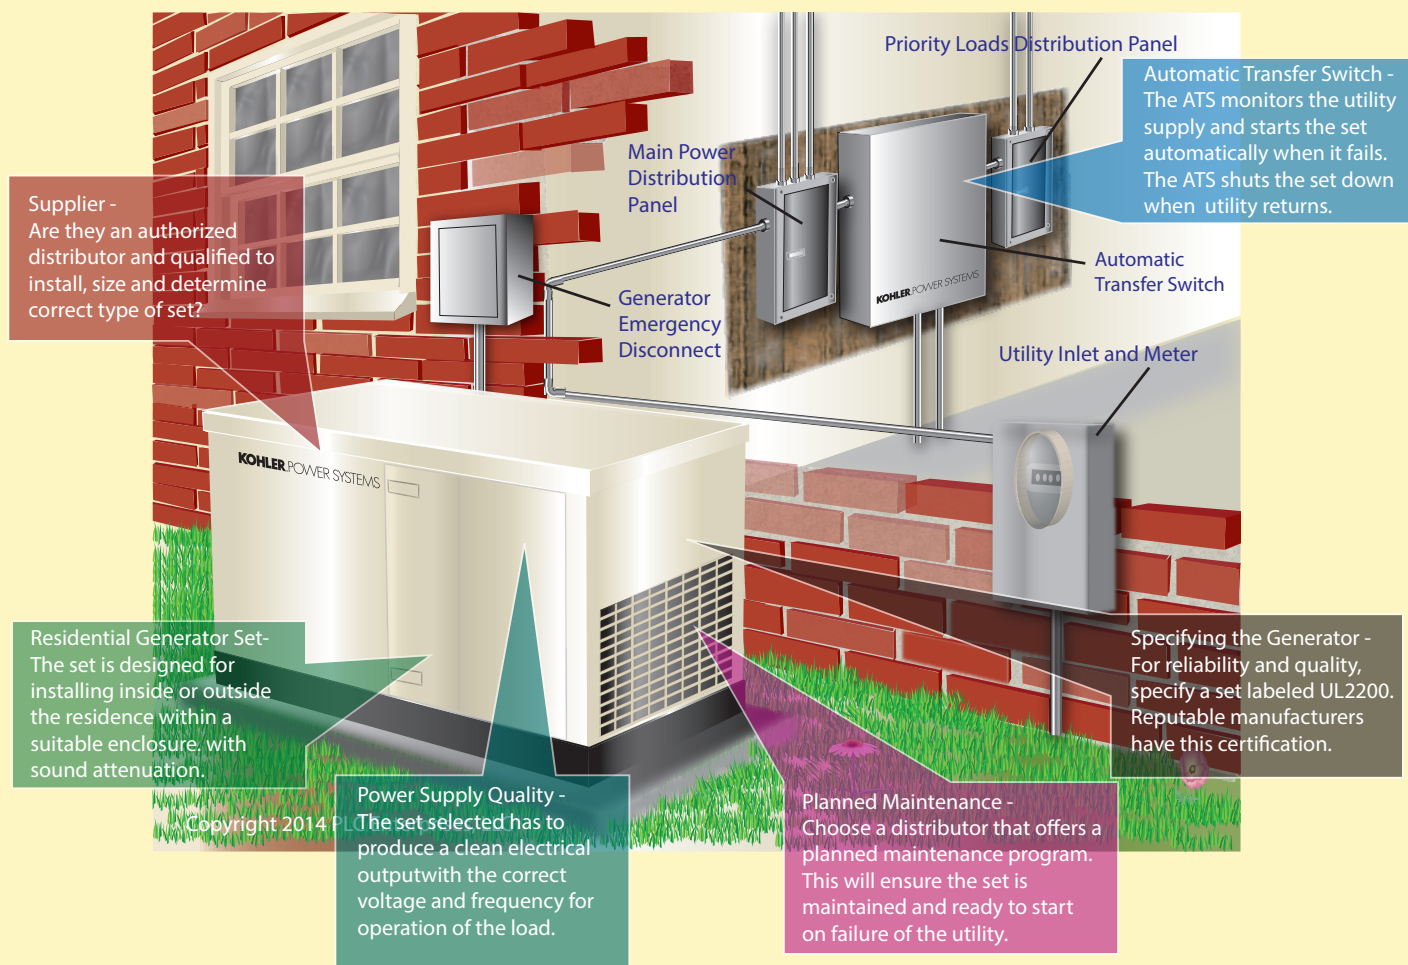 Priority Loads Distribution Panel
Automatic Transfer Switch -
The ATS monitors the utility
supply and starts the set
automatically when it fails.
The ATS shuts the set down
when utility returns.
Main Power
Distribution
Panel
Supplier -
Are they an authorized
distributor and qualified to
install, size and determine
correct type of set?
Generator
Emergency
Disconnect
Automatic
Transfer Switch
KOHLER POWER SYSTEMS
Utility Inlet and Meter
KOHLER POWER SYSTEMS
Residential Generator Set-
The set is designed for
installing inside or outside
the residence within a
suitable enclosure. with
sound attenuation.
Specifying the Generator -
For reliability and quality,
specify a set labeled UL2200.
Reputable manufacturers
have this certification.
Copyright 2014
Power Supply Quality -
The set selected has to
produce a clean electrical
outputwith the correct
voltage and frequency for
operation of the load.
Planned Maintenance -
Choose a distributor that offers a
planned maintenance program.
This will ensure the set is
maintained and ready to start
on failure of the utility.